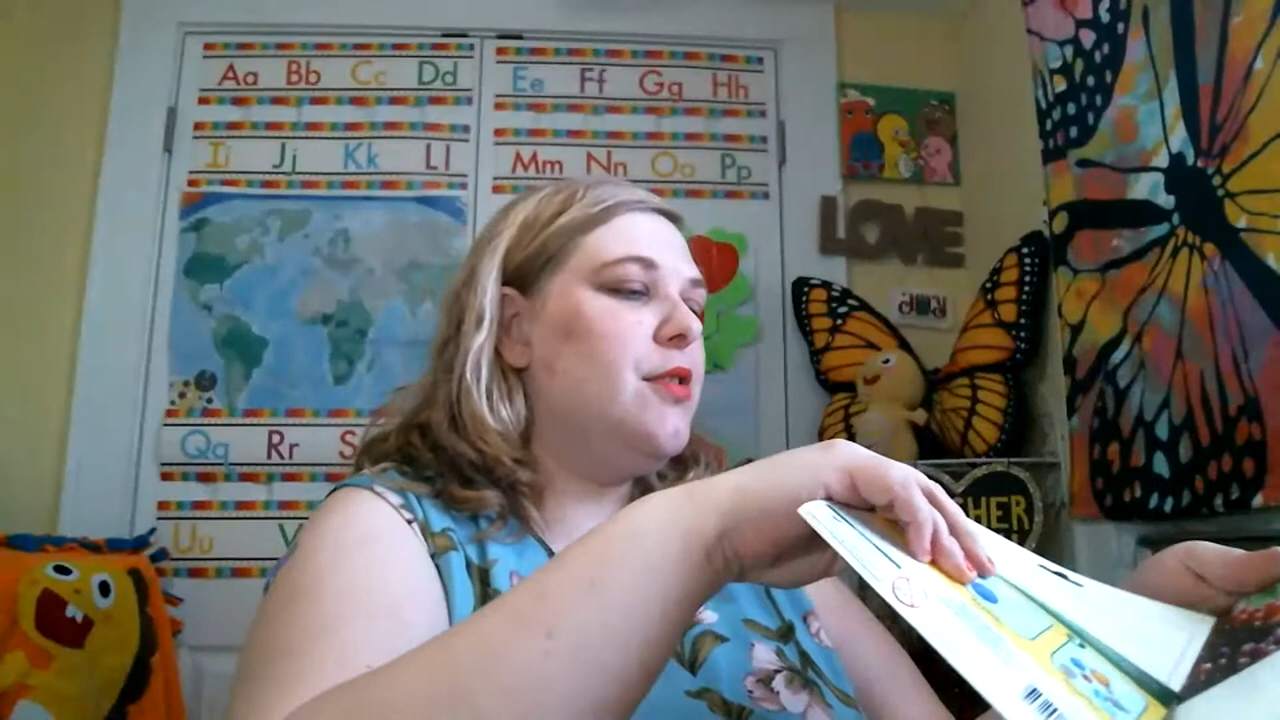 Aa Bb Cc Dd
Ee Ff Gg Hh
Ii Jj Kk Ll
Mm Nn Oo Pp
LOVE
JOY
Qq Rr S
HER
Uu V